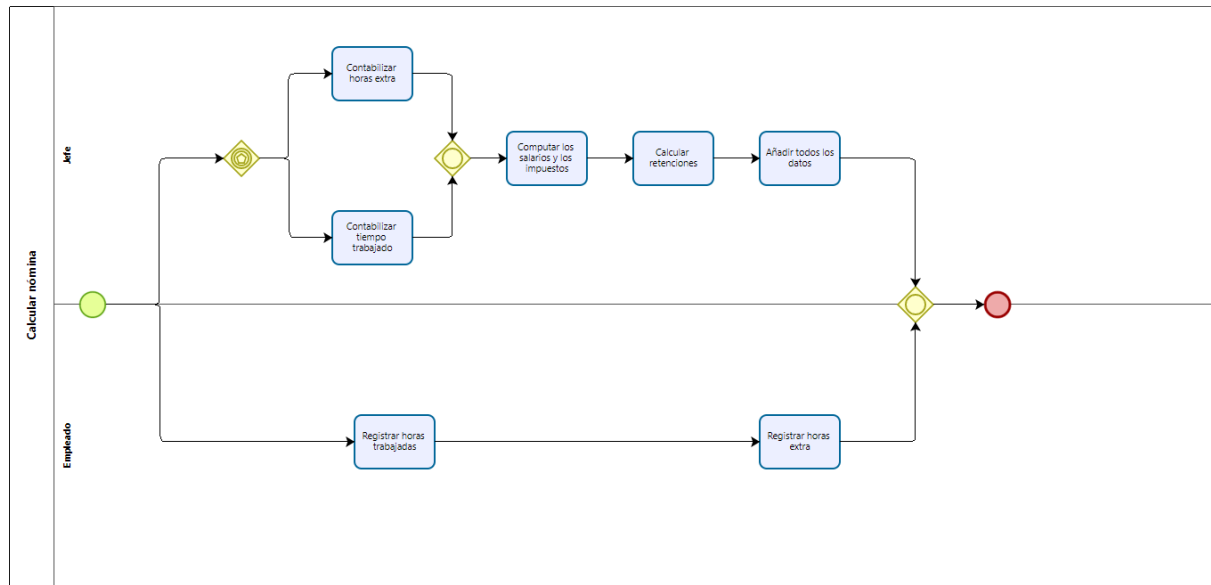 Calcular nómina
Jefe
Contabilizar
horas extra
Contabilizar
tiempo
trabajado
Computar los
salarios y los
impuestos
Calcular
retenciones
Añadir todos los
datos
Empleado
Registrar horas
trabajadas
Registrar horas
extra